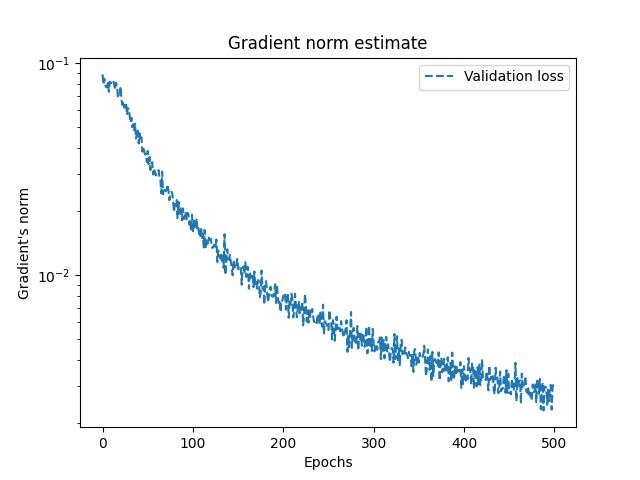 Gradient norm estimate
Validation loss
Gradient's norm
10⁻¹
10⁻²
0 100 200 300 400 500
Epochs